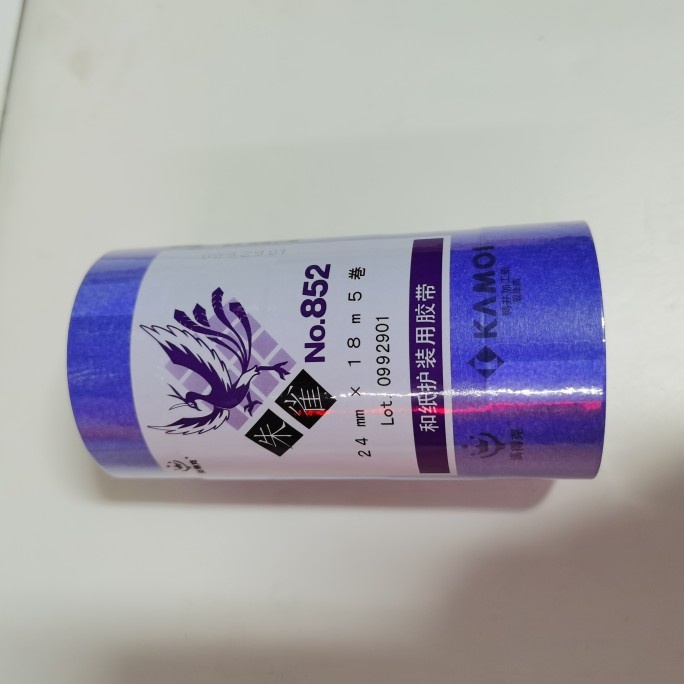 No.852
朱雀
24 mm × 18 m 5 卷
Lot. 0992901
和纸护装用胶带
KAMOI